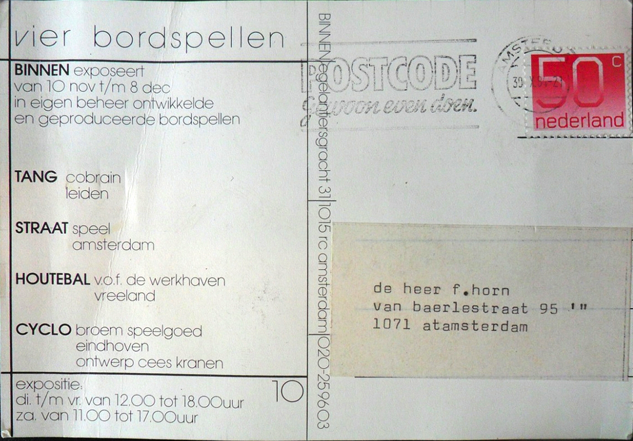 vier bordspellen
BINNEN exposeert
van 10 nov t/m 8 dec
in eigen beheer ontwikkelde
en geproduceerde bordspellen
TANG cobrain
leiden
STRAAT speel
amsterdam
HOUTEBAL v.o.f. de werkhaven
vreeland
CYCLO broem speelgoed
eindhoven
ontwerp cees kranen
expositie:
di. t/m vr. van 12.00 tot 18.00uur
za. van 11.00 tot 17.00uur
10
BINNEN egelantiersgracht 31|1015 rc amsterdam|020-259603
POSTCODE
gewoon even doen.
50 c
nederland
de heer f.horn
van baerlestraat 95 '"
1071 atamsterdam